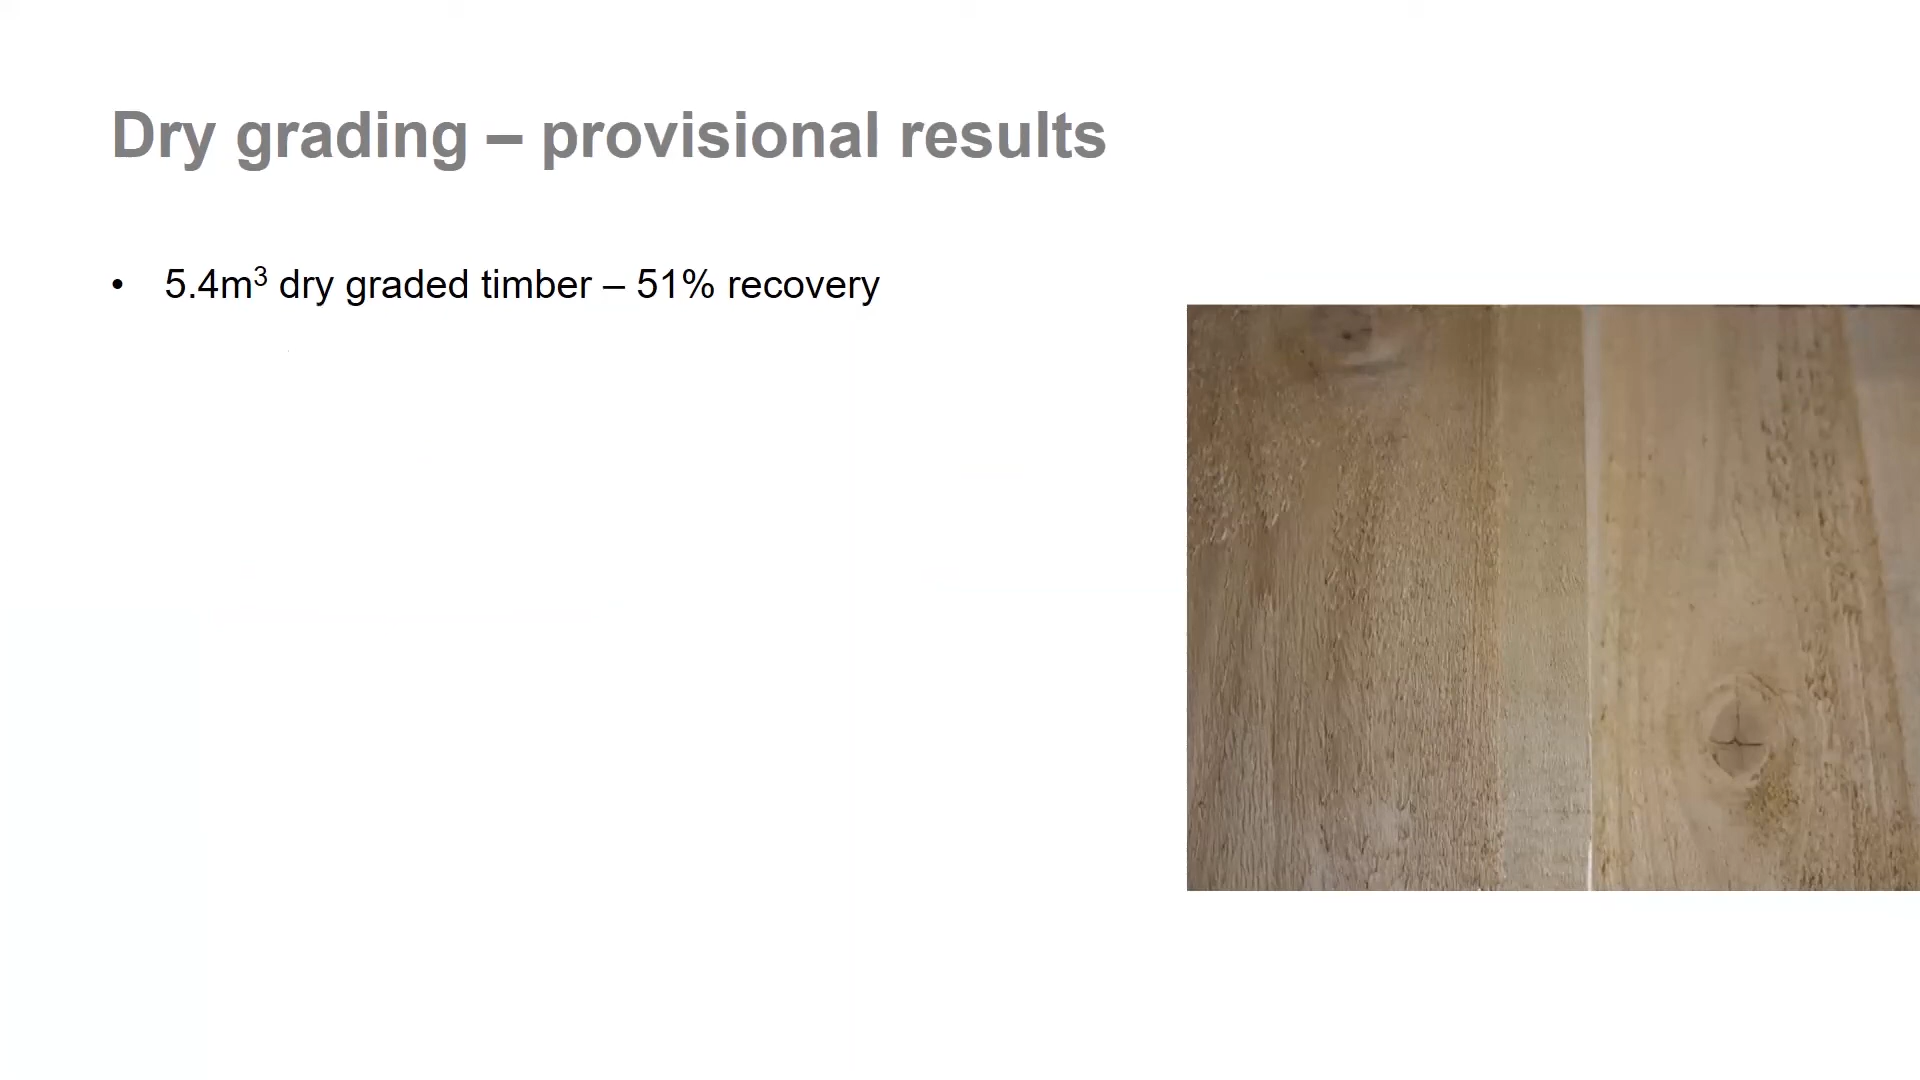 Dry grading – provisional results
• 5.4m³ dry graded timber – 51% recovery